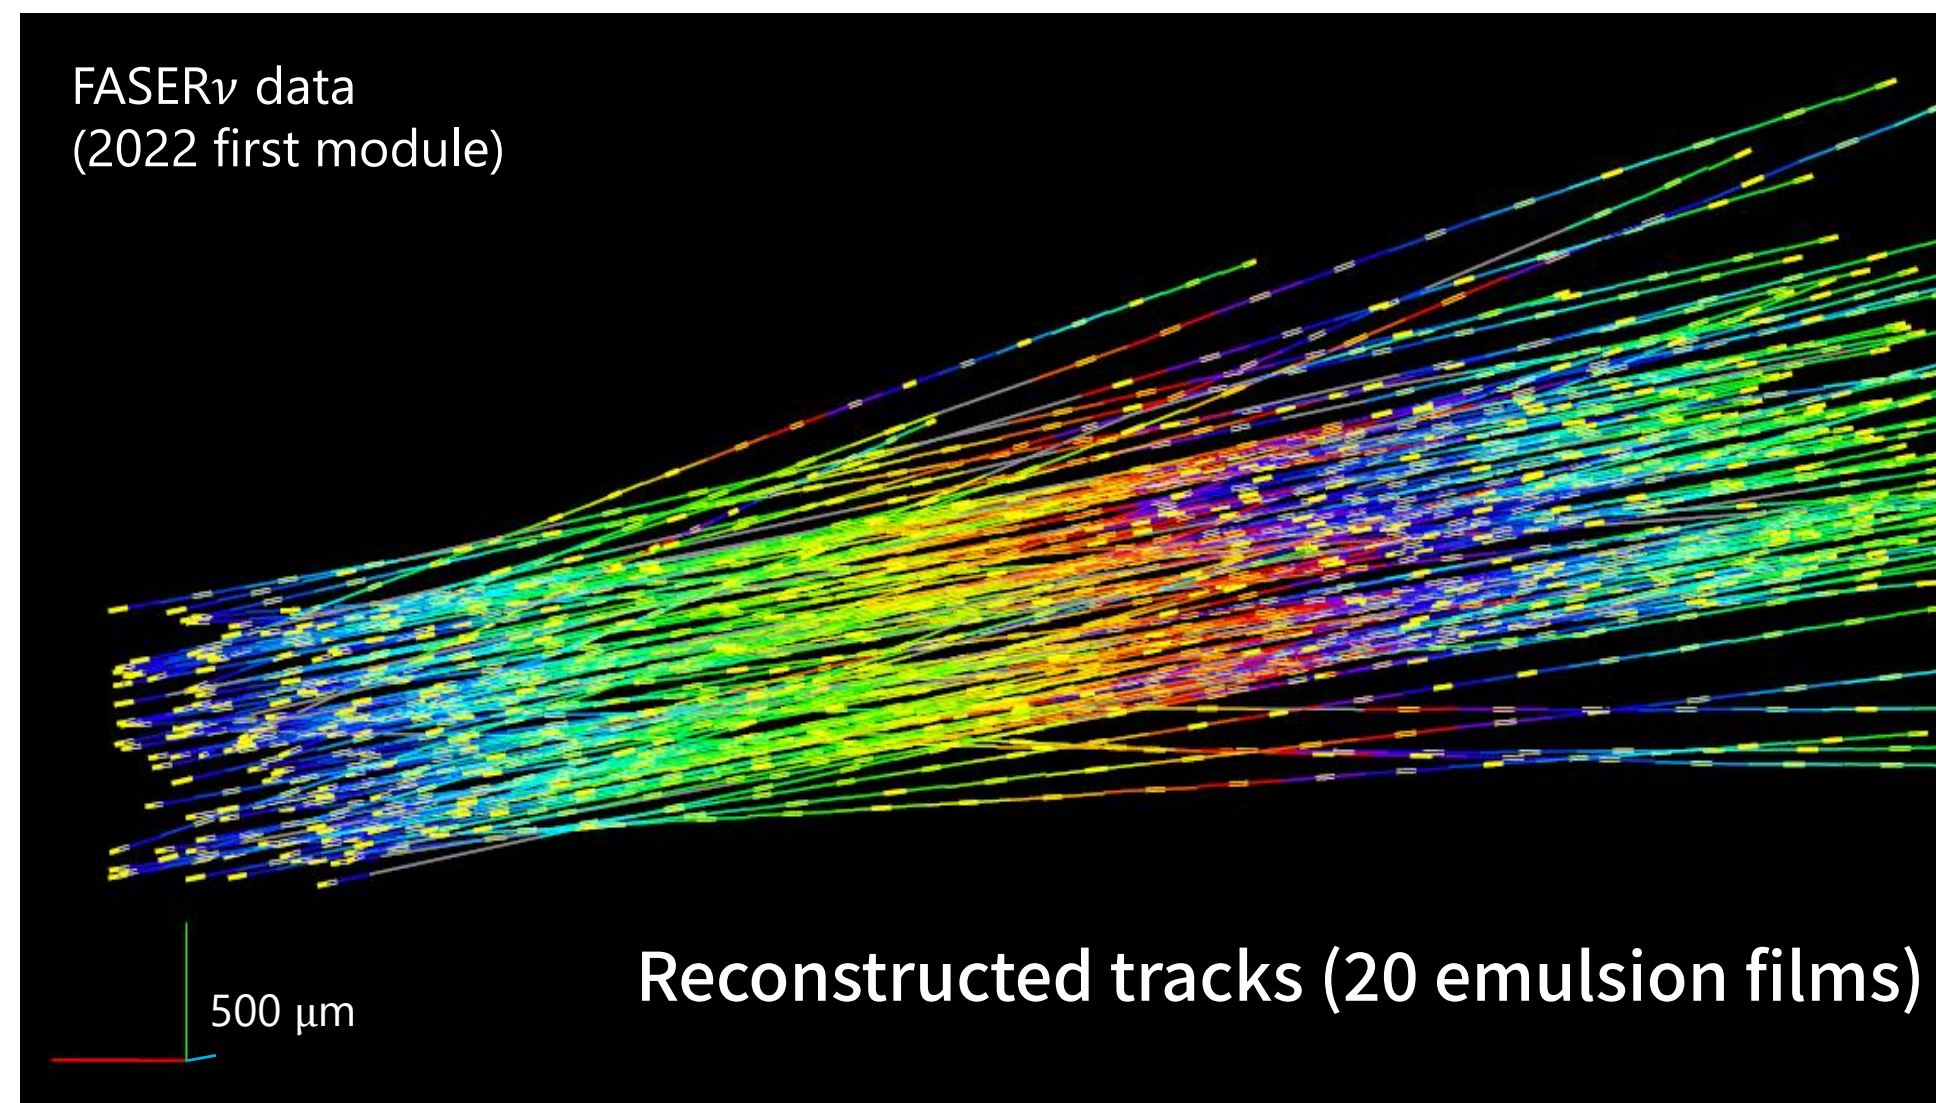 FASERν data
(2022 first module)
500 μm
Reconstructed tracks (20 emulsion films)